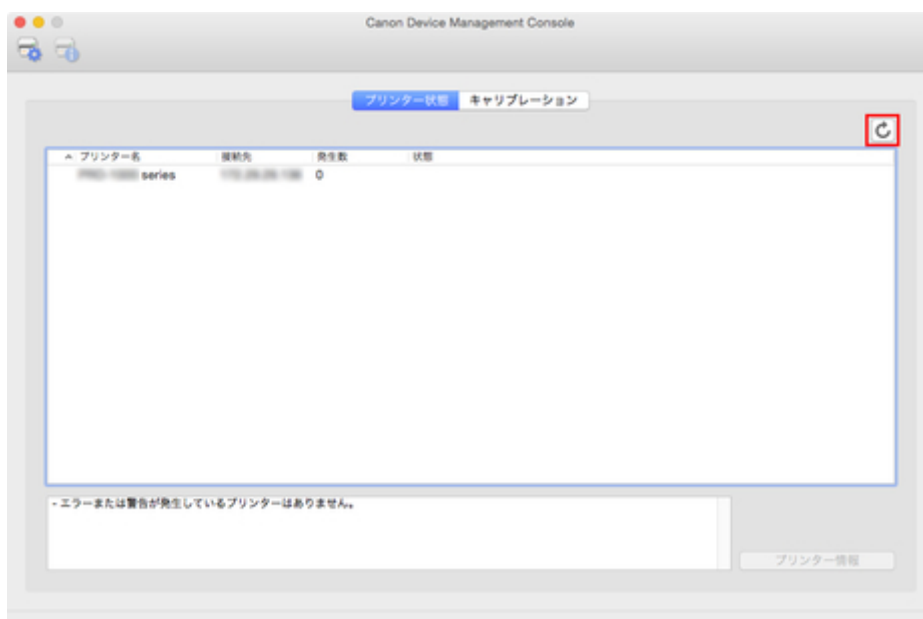 Canon Device Management Console
プリンター状態 キャリブレーション
プリンター名 接続先 発生数 状態
series 0
- エラーまたは警告が発生しているプリンターはありません。
プリンター情報